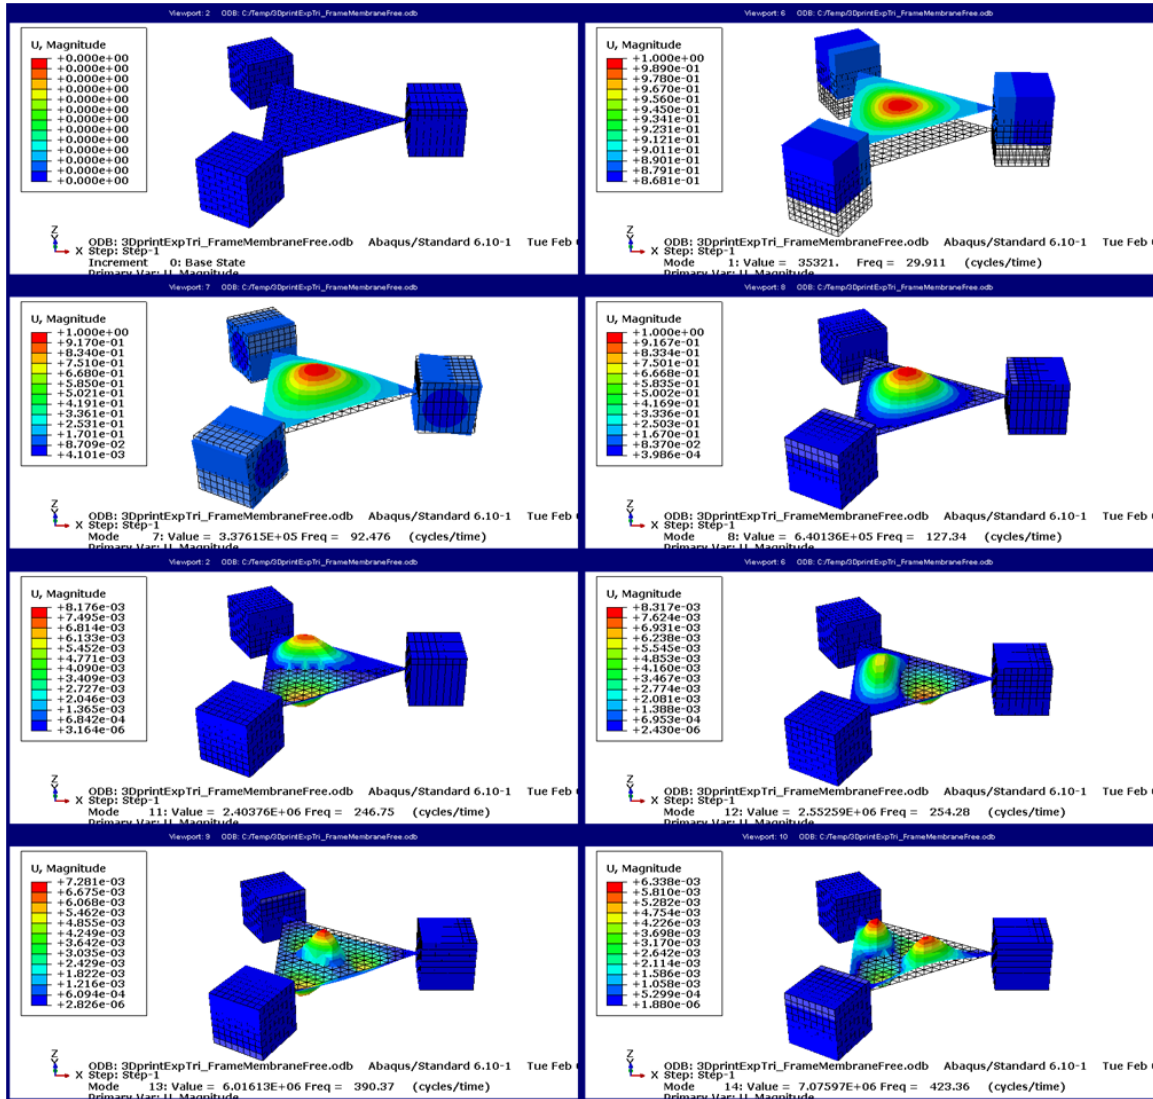 Viewport: 2 ODB: C:/Temp/3DprintExpTri_FrameMembraneFree.odb
U, Magnitude
+0.000e+00
+0.000e+00
+0.000e+00
+0.000e+00
+0.000e+00
+0.000e+00
+0.000e+00
+0.000e+00
+0.000e+00
+0.000e+00
+0.000e+00
+0.000e+00
+0.000e+00
Z
Y
X
ODB: 3DprintExpTri_FrameMembraneFree.odb Abaqus/Standard 6.10-1 Tue Feb
Step: Step-1
Increment 0: Base State
Primary Var: U, Magnitude
Viewport: 6 ODB: C:/Temp/3DprintExpTri_FrameMembraneFree.odb
U, Magnitude
+1.000e+00
+9.890e-01
+9.780e-01
+9.670e-01
+9.560e-01
+9.450e-01
+9.341e-01
+9.231e-01
+9.121e-01
+9.011e-01
+8.901e-01
+8.791e-01
+8.681e-01
Z
Y
X
ODB: 3DprintExpTri_FrameMembraneFree.odb Abaqus/Standard 6.10-1 Tue Feb
Step: Step-1
Mode 1: Value = 35321. Freq = 29.911 (cycles/time)
Primary Var: U, Magnitude
Viewport: 7 ODB: C:/Temp/3DprintExpTri_FrameMembraneFree.odb
U, Magnitude
+1.000e+00
+9.170e-01
+8.340e-01
+7.510e-01
+6.680e-01
+5.850e-01
+5.021e-01
+4.191e-01
+3.361e-01
+2.531e-01
+1.701e-01
+8.709e-02
+4.101e-03
Z
Y
X
ODB: 3DprintExpTri_FrameMembraneFree.odb Abaqus/Standard 6.10-1 Tue Feb
Step: Step-1
Mode 7: Value = 3.37615E+05 Freq = 92.476 (cycles/time)
Primary Var: U, Magnitude
Viewport: 8 ODB: C:/Temp/3DprintExpTri_FrameMembraneFree.odb
U, Magnitude
+1.000e+00
+9.167e-01
+8.334e-01
+7.501e-01
+6.668e-01
+5.835e-01
+5.002e-01
+4.169e-01
+3.336e-01
+2.503e-01
+1.670e-01
+8.370e-02
+3.986e-04
Z
Y
X
ODB: 3DprintExpTri_FrameMembraneFree.odb Abaqus/Standard 6.10-1 Tue Feb
Step: Step-1
Mode 8: Value = 6.40136E+05 Freq = 127.34 (cycles/time)
Primary Var: U, Magnitude
Viewport: 2 ODB: C:/Temp/3DprintExpTri_FrameMembraneFree.odb
U, Magnitude
+8.176e-03
+7.495e-03
+6.814e-03
+6.133e-03
+5.452e-03
+4.771e-03
+4.090e-03
+3.409e-03
+2.727e-03
+2.046e-03
+1.365e-03
+6.842e-04
+3.164e-06
Z
Y
X
ODB: 3DprintExpTri_FrameMembraneFree.odb Abaqus/Standard 6.10-1 Tue Feb
Step: Step-1
Mode 11: Value = 2.40376E+06 Freq = 246.75 (cycles/time)
Primary Var: U, Magnitude
Viewport: 6 ODB: C:/Temp/3DprintExpTri_FrameMembraneFree.odb
U, Magnitude
+8.317e-03
+7.624e-03
+6.931e-03
+6.238e-03
+5.545e-03
+4.853e-03
+4.160e-03
+3.467e-03
+2.774e-03
+2.081e-03
+1.388e-03
+6.953e-04
+2.430e-06
Z
Y
X
ODB: 3DprintExpTri_FrameMembraneFree.odb Abaqus/Standard 6.10-1 Tue Feb
Step: Step-1
Mode 12: Value = 2.55259E+06 Freq = 254.28 (cycles/time)
Primary Var: U, Magnitude
Viewport: 9 ODB: C:/Temp/3DprintExpTri_FrameMembraneFree.odb
U, Magnitude
+7.281e-03
+6.675e-03
+6.068e-03
+5.462e-03
+4.855e-03
+4.249e-03
+3.642e-03
+3.035e-03
+2.429e-03
+1.822e-03
+1.216e-03
+6.094e-04
+2.826e-06
Z
Y
X
ODB: 3DprintExpTri_FrameMembraneFree.odb Abaqus/Standard 6.10-1 Tue Feb
Step: Step-1
Mode 13: Value = 6.01613E+06 Freq = 390.37 (cycles/time)
Primary Var: U, Magnitude
Viewport: 10 ODB: C:/Temp/3DprintExpTri_FrameMembraneFree.odb
U, Magnitude
+6.338e-03
+5.810e-03
+5.282e-03
+4.754e-03
+4.226e-03
+3.698e-03
+3.170e-03
+2.642e-03
+2.114e-03
+1.586e-03
+1.058e-03
+5.299e-04
+1.880e-06
Z
Y
X
ODB: 3DprintExpTri_FrameMembraneFree.odb Abaqus/Standard 6.10-1 Tue Feb
Step: Step-1
Mode 14: Value = 7.07597E+06 Freq = 423.36 (cycles/time)
Primary Var: U, Magnitude